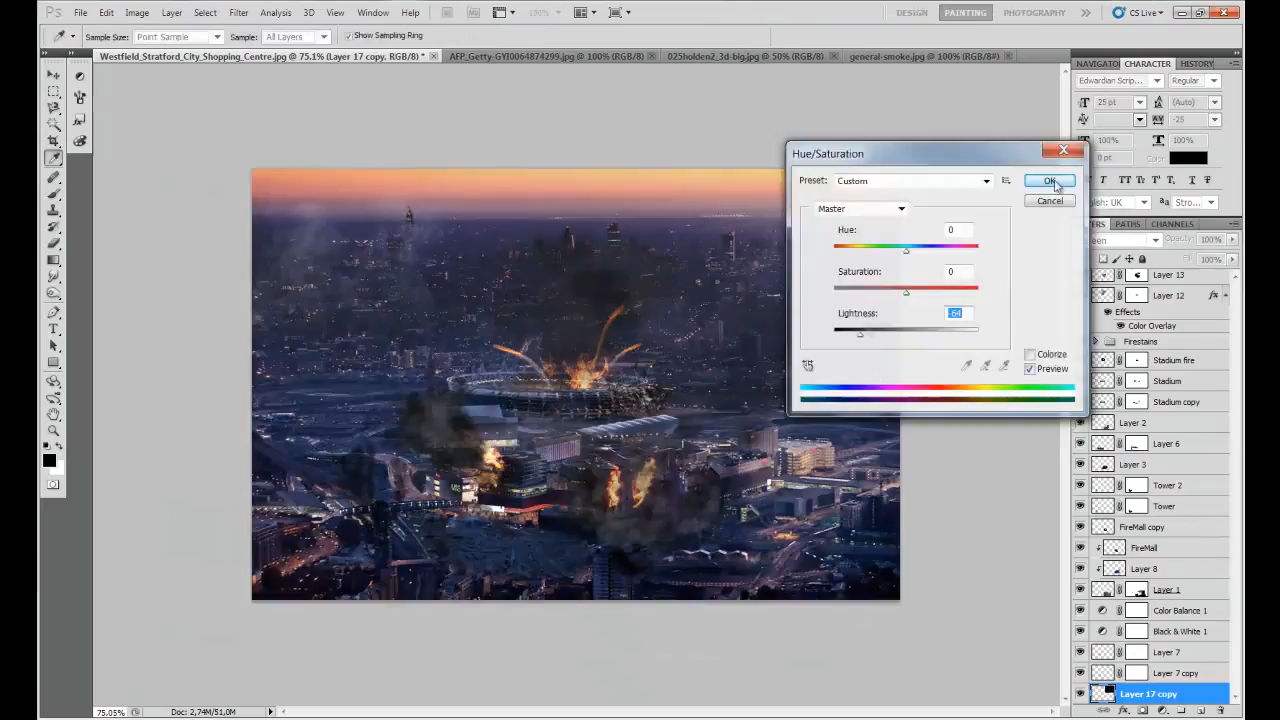 Ps File Edit Image Layer Select Filter Analysis 3D View Window Help 100% DESIGN PAINTING PHOTOGRAPHY CS Live
Sample Size: Point Sample Sample: All Layers Show Sampling Ring
Westfield_Stratford_City_Shopping_Centre.jpg @ 75.1% (Layer 17 copy, RGB/8) * AFP_Getty-GYI0064874299.jpg @ 100% (RGB/8) 025holden2_3d-big.jpg @ 50% (RGB/8) general-smoke.jpg @ 100% (RGB/8#)
NAVIGATOR CHARACTER HISTORY
Edwardian Scrip... Regular
25 pt (Auto)
-25
100% 100%
0 pt Color:
lish: UK Stro...
ERS PATHS CHANNELS
een Opacity: 100%
100%
Hue/Saturation
Preset: Custom
OK
Cancel
Master
Hue: 0
Saturation: 0
Lightness: -64
Colorize
Preview
Layer 13
Layer 12 fx
Effects
Color Overlay
Firestains
Stadium fire
Stadium
Stadium copy
Layer 2
Layer 6
Layer 3
Tower 2
Tower
FireMall copy
FireMall
Layer 8
Layer 1
Color Balance 1
Black & White 1
Layer 7
Layer 7 copy
Layer 17 copy
75.05% Doc: 2,74M/51,0M